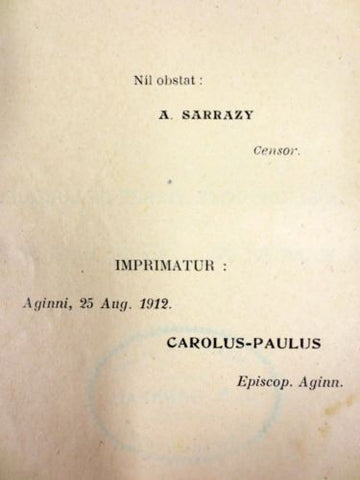 Nil obstat :
A. SARRAZY
Censor.
IMPRIMATUR :
Aginni, 25 Aug. 1912.
CAROLUS-PAULUS
Episcop. Aginn.